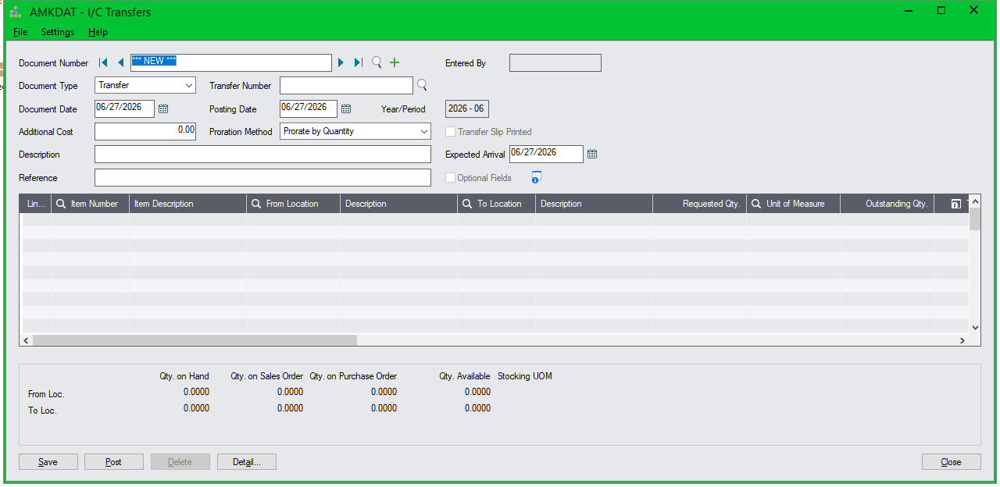 AMKDAT - I/C Transfers
File Settings Help
Document Number *** NEW *** Entered By
Document Type Transfer Transfer Number
Document Date 06/27/2026 Posting Date 06/27/2026 Year/Period 2026 - 06
Additional Cost 0.00 Proration Method Prorate by Quantity Transfer Slip Printed
Description Expected Arrival 06/27/2026
Reference Optional Fields
Lin... Item Number Item Description From Location Description To Location Description Requested Qty. Unit of Measure Outstanding Qty.
Qty. on Hand Qty. on Sales Order Qty. on Purchase Order Qty. Available Stocking UOM
From Loc. 0.0000 0.0000 0.0000 0.0000
To Loc. 0.0000 0.0000 0.0000 0.0000
Save Post Delete Detail... Close